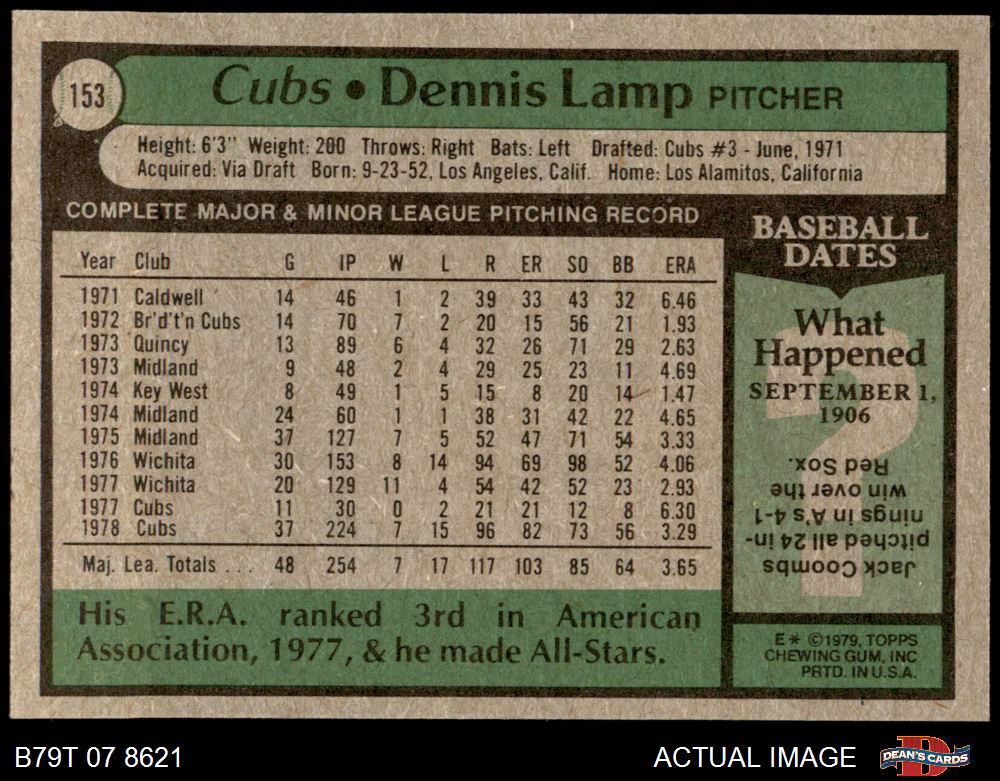 153
Cubs • Dennis Lamp PITCHER
Height: 6'3" Weight: 200 Throws: Right Bats: Left Drafted: Cubs #3 - June, 1971
Acquired: Via Draft Born: 9-23-52, Los Angeles, Calif. Home: Los Alamitos, California
COMPLETE MAJOR & MINOR LEAGUE PITCHING RECORD
Year Club G IP W L R ER SO BB ERA
1971 Caldwell 14 46 1 2 39 33 43 32 6.46
1972 Br'd't'n Cubs 14 70 7 2 20 15 56 21 1.93
1973 Quincy 13 89 6 4 32 26 71 29 2.63
1973 Midland 9 48 2 4 29 25 23 11 4.69
1974 Key West 8 49 1 5 15 8 20 14 1.47
1974 Midland 24 60 1 1 38 31 42 22 4.65
1975 Midland 37 127 7 5 52 47 71 54 3.33
1976 Wichita 30 153 8 14 94 69 98 52 4.06
1977 Wichita 20 129 11 4 54 42 52 23 2.93
1977 Cubs 11 30 0 2 21 21 12 8 6.30
1978 Cubs 37 224 7 15 96 82 73 56 3.29
Maj. Lea. Totals . . . 48 254 7 17 117 103 85 64 3.65
His E.R.A. ranked 3rd in American
Association, 1977, & he made All-Stars.
BASEBALL
DATES
What
Happened
SEPTEMBER 1,
1906
Jack Coombs
pitched all 24 in-
nings in A's 4-1
win over the
Red Sox.
E* ©1979, TOPPS
CHEWING GUM, INC
PRTD. IN U.S.A.
B79T 07 8621
ACTUAL IMAGE
DEAN'S CARDS